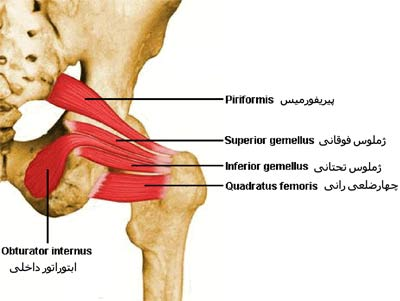 Piriformis پیریفورمیس
Superior gemellus ژملوس فوقانی
Inferior gemellus ژملوس تحتانی
Quadratus femoris چهارضلعی رانی
Obturator internus
ابتوراتور داخلی